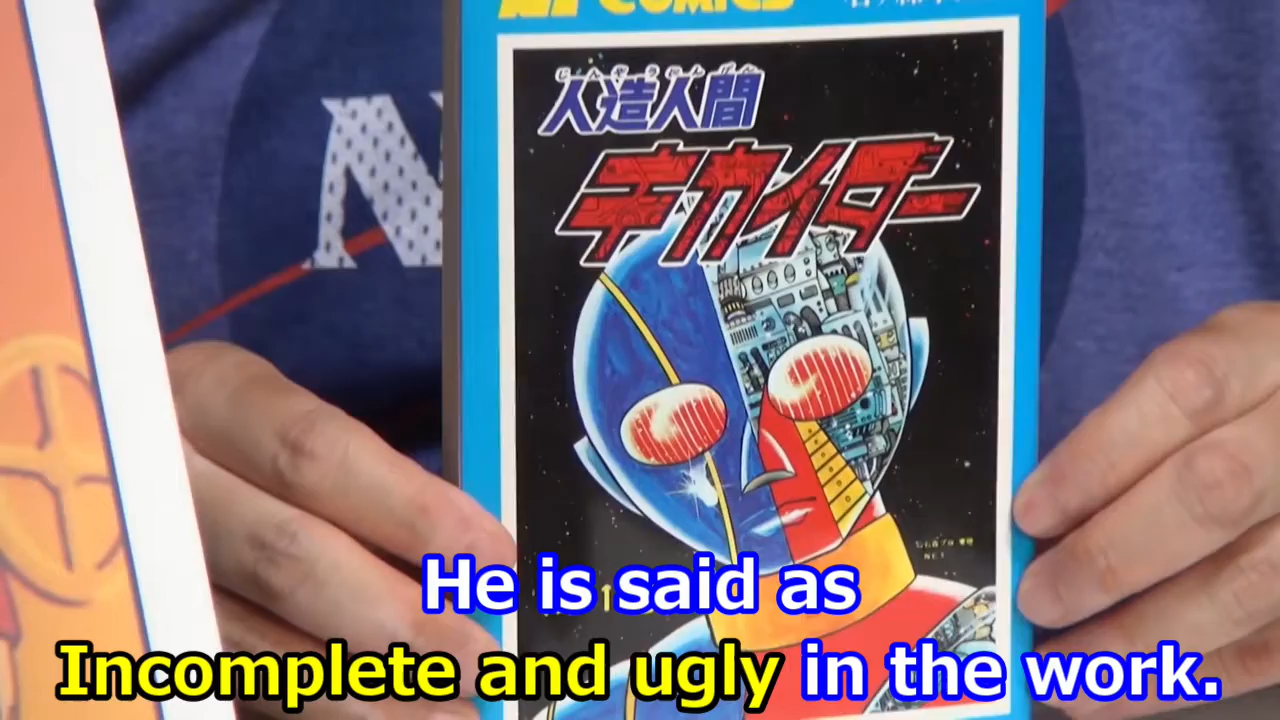 COMICS
じんぞうにんげん
人造人間
キカイダー
N
He is said as
Incomplete and ugly in the work.